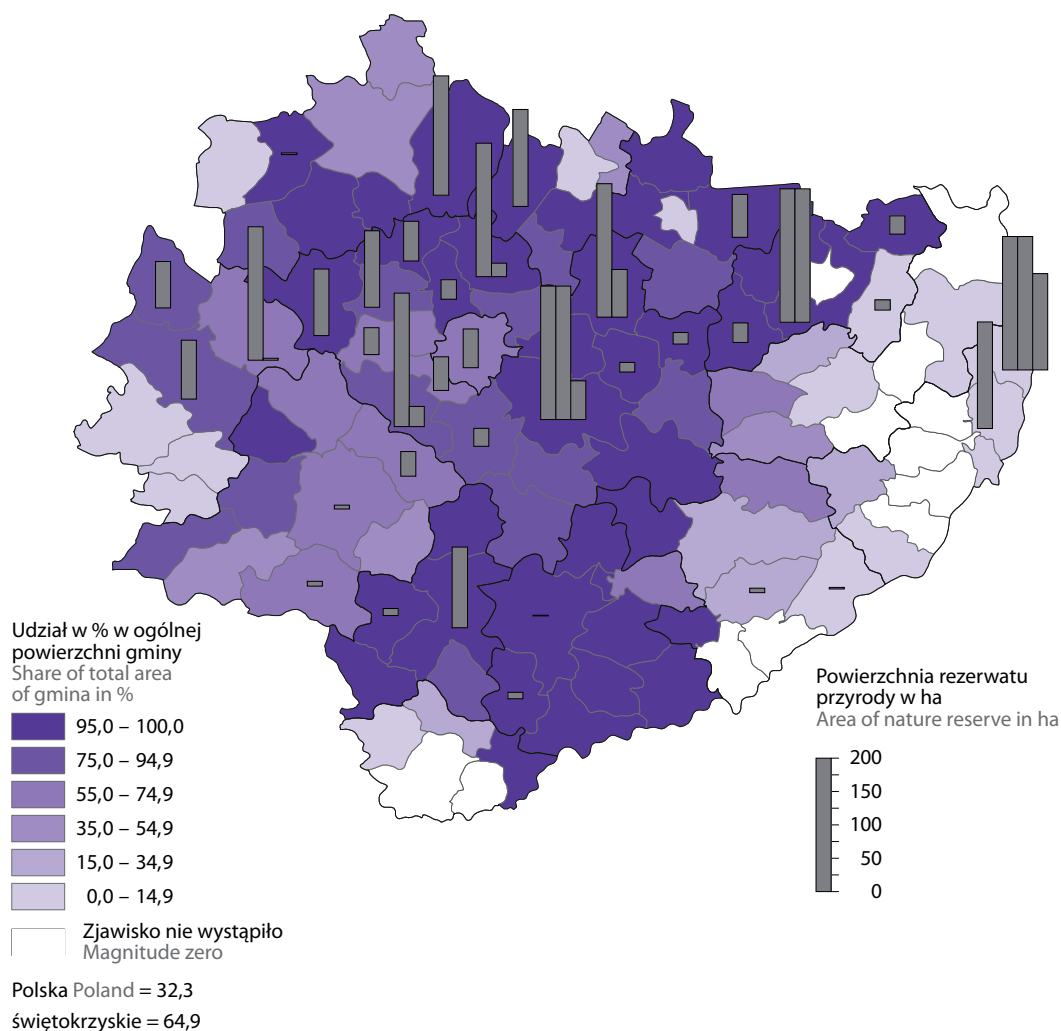 Udział w % w ogólnej
powierzchni gminy
Share of total area
of gmina in %
95,0 – 100,0
75,0 – 94,9
55,0 – 74,9
35,0 – 54,9
15,0 – 34,9
0,0 – 14,9
Zjawisko nie wystąpiło
Magnitude zero
Polska Poland = 32,3
świętokrzyskie = 64,9
Powierzchnia rezerwatu
przyrody w ha
Area of nature reserve in ha
200
150
100
50
0